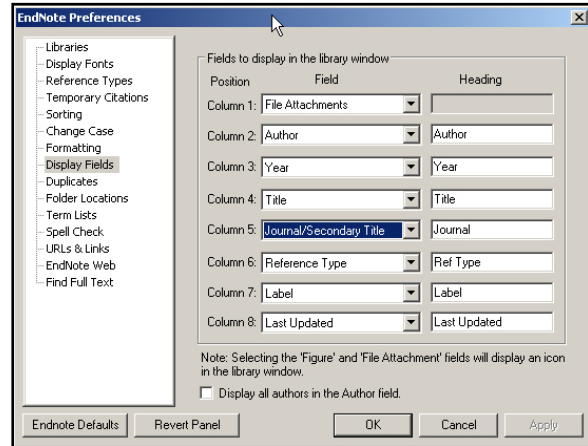 EndNote Preferences
Libraries
Display Fonts
Reference Types
Temporary Citations
Sorting
Change Case
Formatting
Display Fields
Duplicates
Folder Locations
Term Lists
Spell Check
URLs & Links
EndNote Web
Find Full Text
Fields to display in the library window
Position Field Heading
Column 1: File Attachments
Column 2: Author Author
Column 3: Year Year
Column 4: Title Title
Column 5: Journal/Secondary Title Journal
Column 6: Reference Type Ref Type
Column 7: Label Label
Column 8: Last Updated Last Updated
Note: Selecting the 'Figure' and 'File Attachment' fields will display an icon
in the library window.
Display all authors in the Author field.
Endnote Defaults Revert Panel OK Cancel Apply